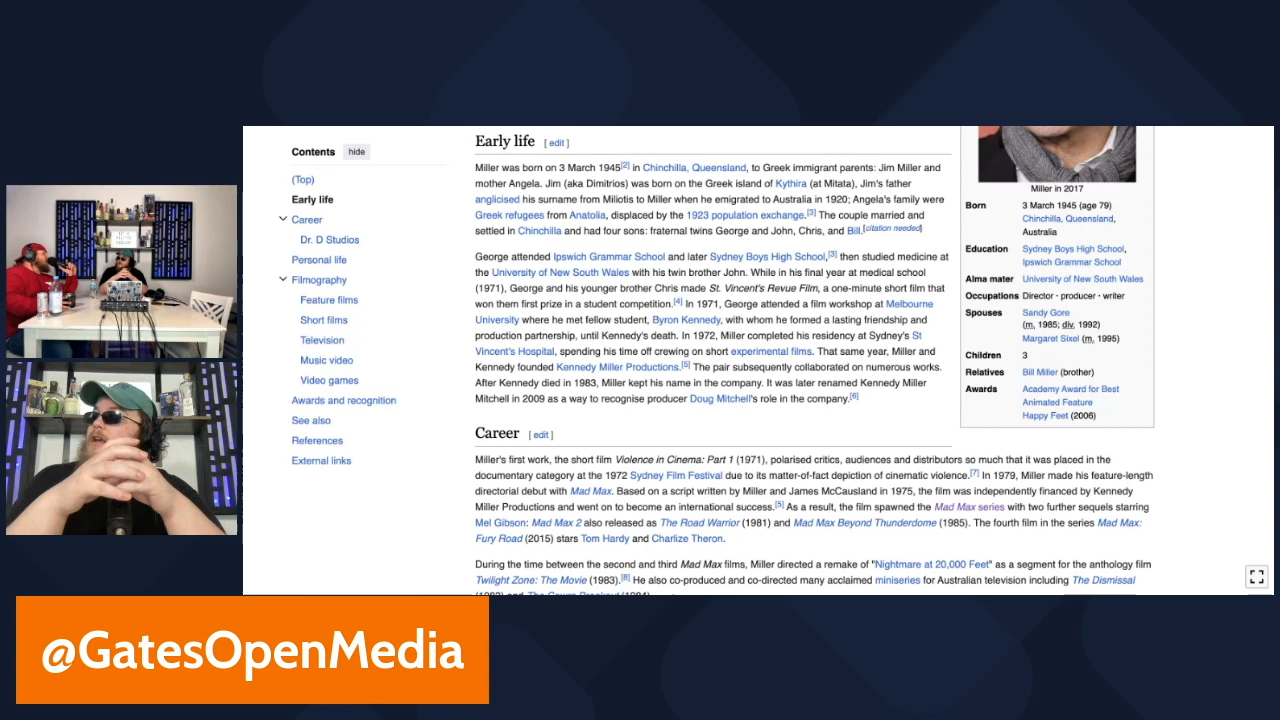 Contents hide
(Top)
Early life
Career
Dr. D Studios
Personal life
Filmography
Feature films
Short films
Television
Music video
Video games
Awards and recognition
See also
References
External links
Early life [ edit ]
Miller was born on 3 March 1945[2] in Chinchilla, Queensland, to Greek immigrant parents: Jim Miller and
mother Angela. Jim (aka Dimitrios) was born on the Greek island of Kythira (at Mitata), Jim's father
anglicised his surname from Miliotis to Miller when he emigrated to Australia in 1920; Angela's family were
Greek refugees from Anatolia, displaced by the 1923 population exchange.[3] The couple married and
settled in Chinchilla and had four sons: fraternal twins George and John, Chris, and Bill.[citation needed]
George attended Ipswich Grammar School and later Sydney Boys High School,[3] then studied medicine at
the University of New South Wales with his twin brother John. While in his final year at medical school
(1971), George and his younger brother Chris made St. Vincent's Revue Film, a one-minute short film that
won them first prize in a student competition.[4] In 1971, George attended a film workshop at Melbourne
University where he met fellow student, Byron Kennedy, with whom he formed a lasting friendship and
production partnership, until Kennedy's death. In 1972, Miller completed his residency at Sydney's St
Vincent's Hospital, spending his time off crewing on short experimental films. That same year, Miller and
Kennedy founded Kennedy Miller Productions.[5] The pair subsequently collaborated on numerous works.
After Kennedy died in 1983, Miller kept his name in the company. It was later renamed Kennedy Miller
Mitchell in 2009 as a way to recognise producer Doug Mitchell's role in the company.[6]
Career [ edit ]
Miller's first work, the short film Violence in Cinema: Part 1 (1971), polarised critics, audiences and distributors so much that it was placed in the
documentary category at the 1972 Sydney Film Festival due to its matter-of-fact depiction of cinematic violence.[7] In 1979, Miller made his feature-length
directorial debut with Mad Max. Based on a script written by Miller and James McCausland in 1975, the film was independently financed by Kennedy
Miller Productions and went on to become an international success.[5] As a result, the film spawned the Mad Max series with two further sequels starring
Mel Gibson: Mad Max 2 also released as The Road Warrior (1981) and Mad Max Beyond Thunderdome (1985). The fourth film in the series Mad Max:
Fury Road (2015) stars Tom Hardy and Charlize Theron.
During the time between the second and third Mad Max films, Miller directed a remake of "Nightmare at 20,000 Feet" as a segment for the anthology film
Twilight Zone: The Movie (1983).[8] He also co-produced and co-directed many acclaimed miniseries for Australian television including The Dismissal
(1983) and The Cowra Breakout (1984).
Miller in 2017
Born 3 March 1945 (age 79)
Chinchilla, Queensland,
Australia
Education Sydney Boys High School,
Ipswich Grammar School
Alma mater University of New South Wales
Occupations Director · producer · writer
Spouses Sandy Gore
(m. 1985; div. 1992)
Margaret Sixel (m. 1995)
Children 3
Relatives Bill Miller (brother)
Awards Academy Award for Best
Animated Feature
Happy Feet (2006)
@GatesOpenMedia